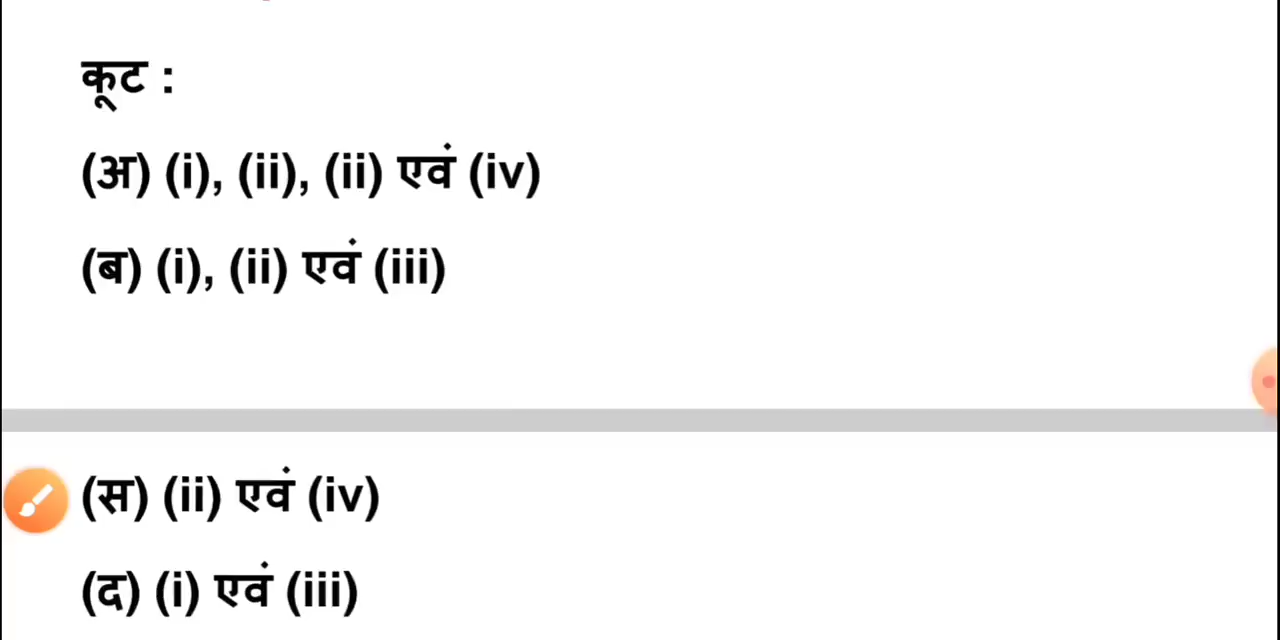 कूट :
(अ) (i), (ii), (ii) एवं (iv)
(ब) (i), (ii) एवं (iii)
(स) (ii) एवं (iv)
(द) (i) एवं (iii)